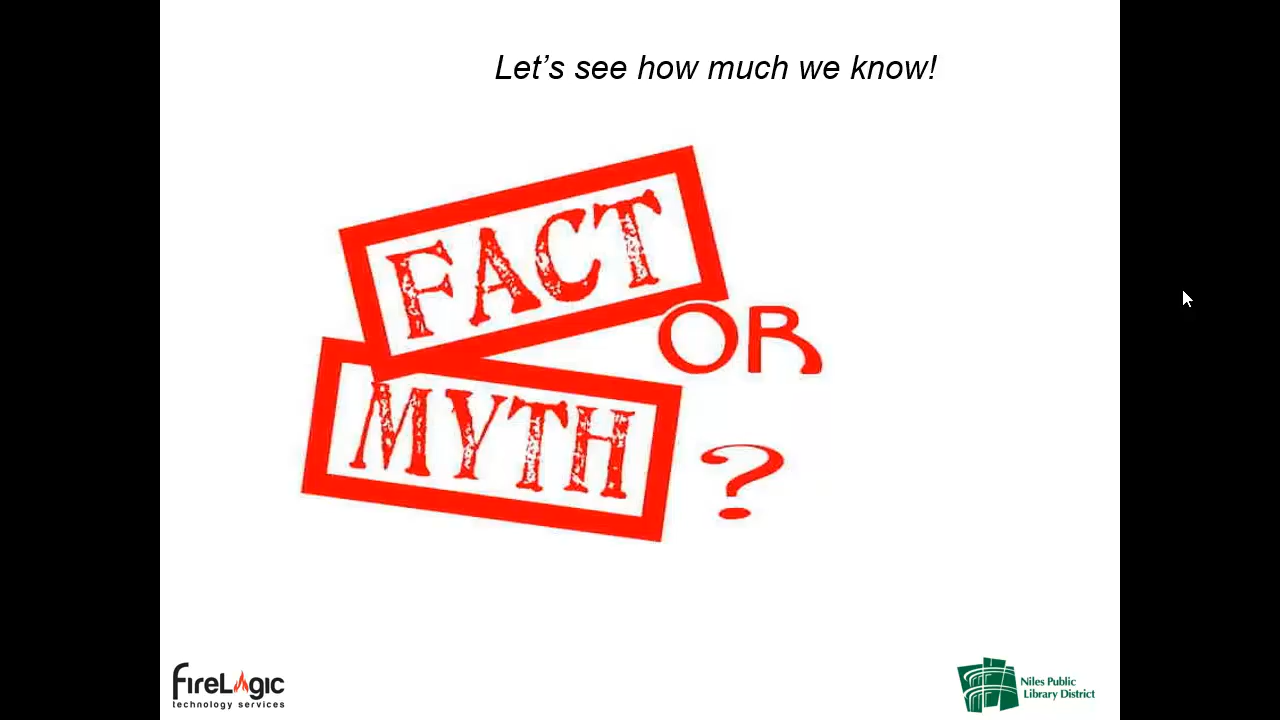 Let’s see how much we know!
FACT
OR
MYTH
?
FireLogic
technology services
Niles Public
Library District